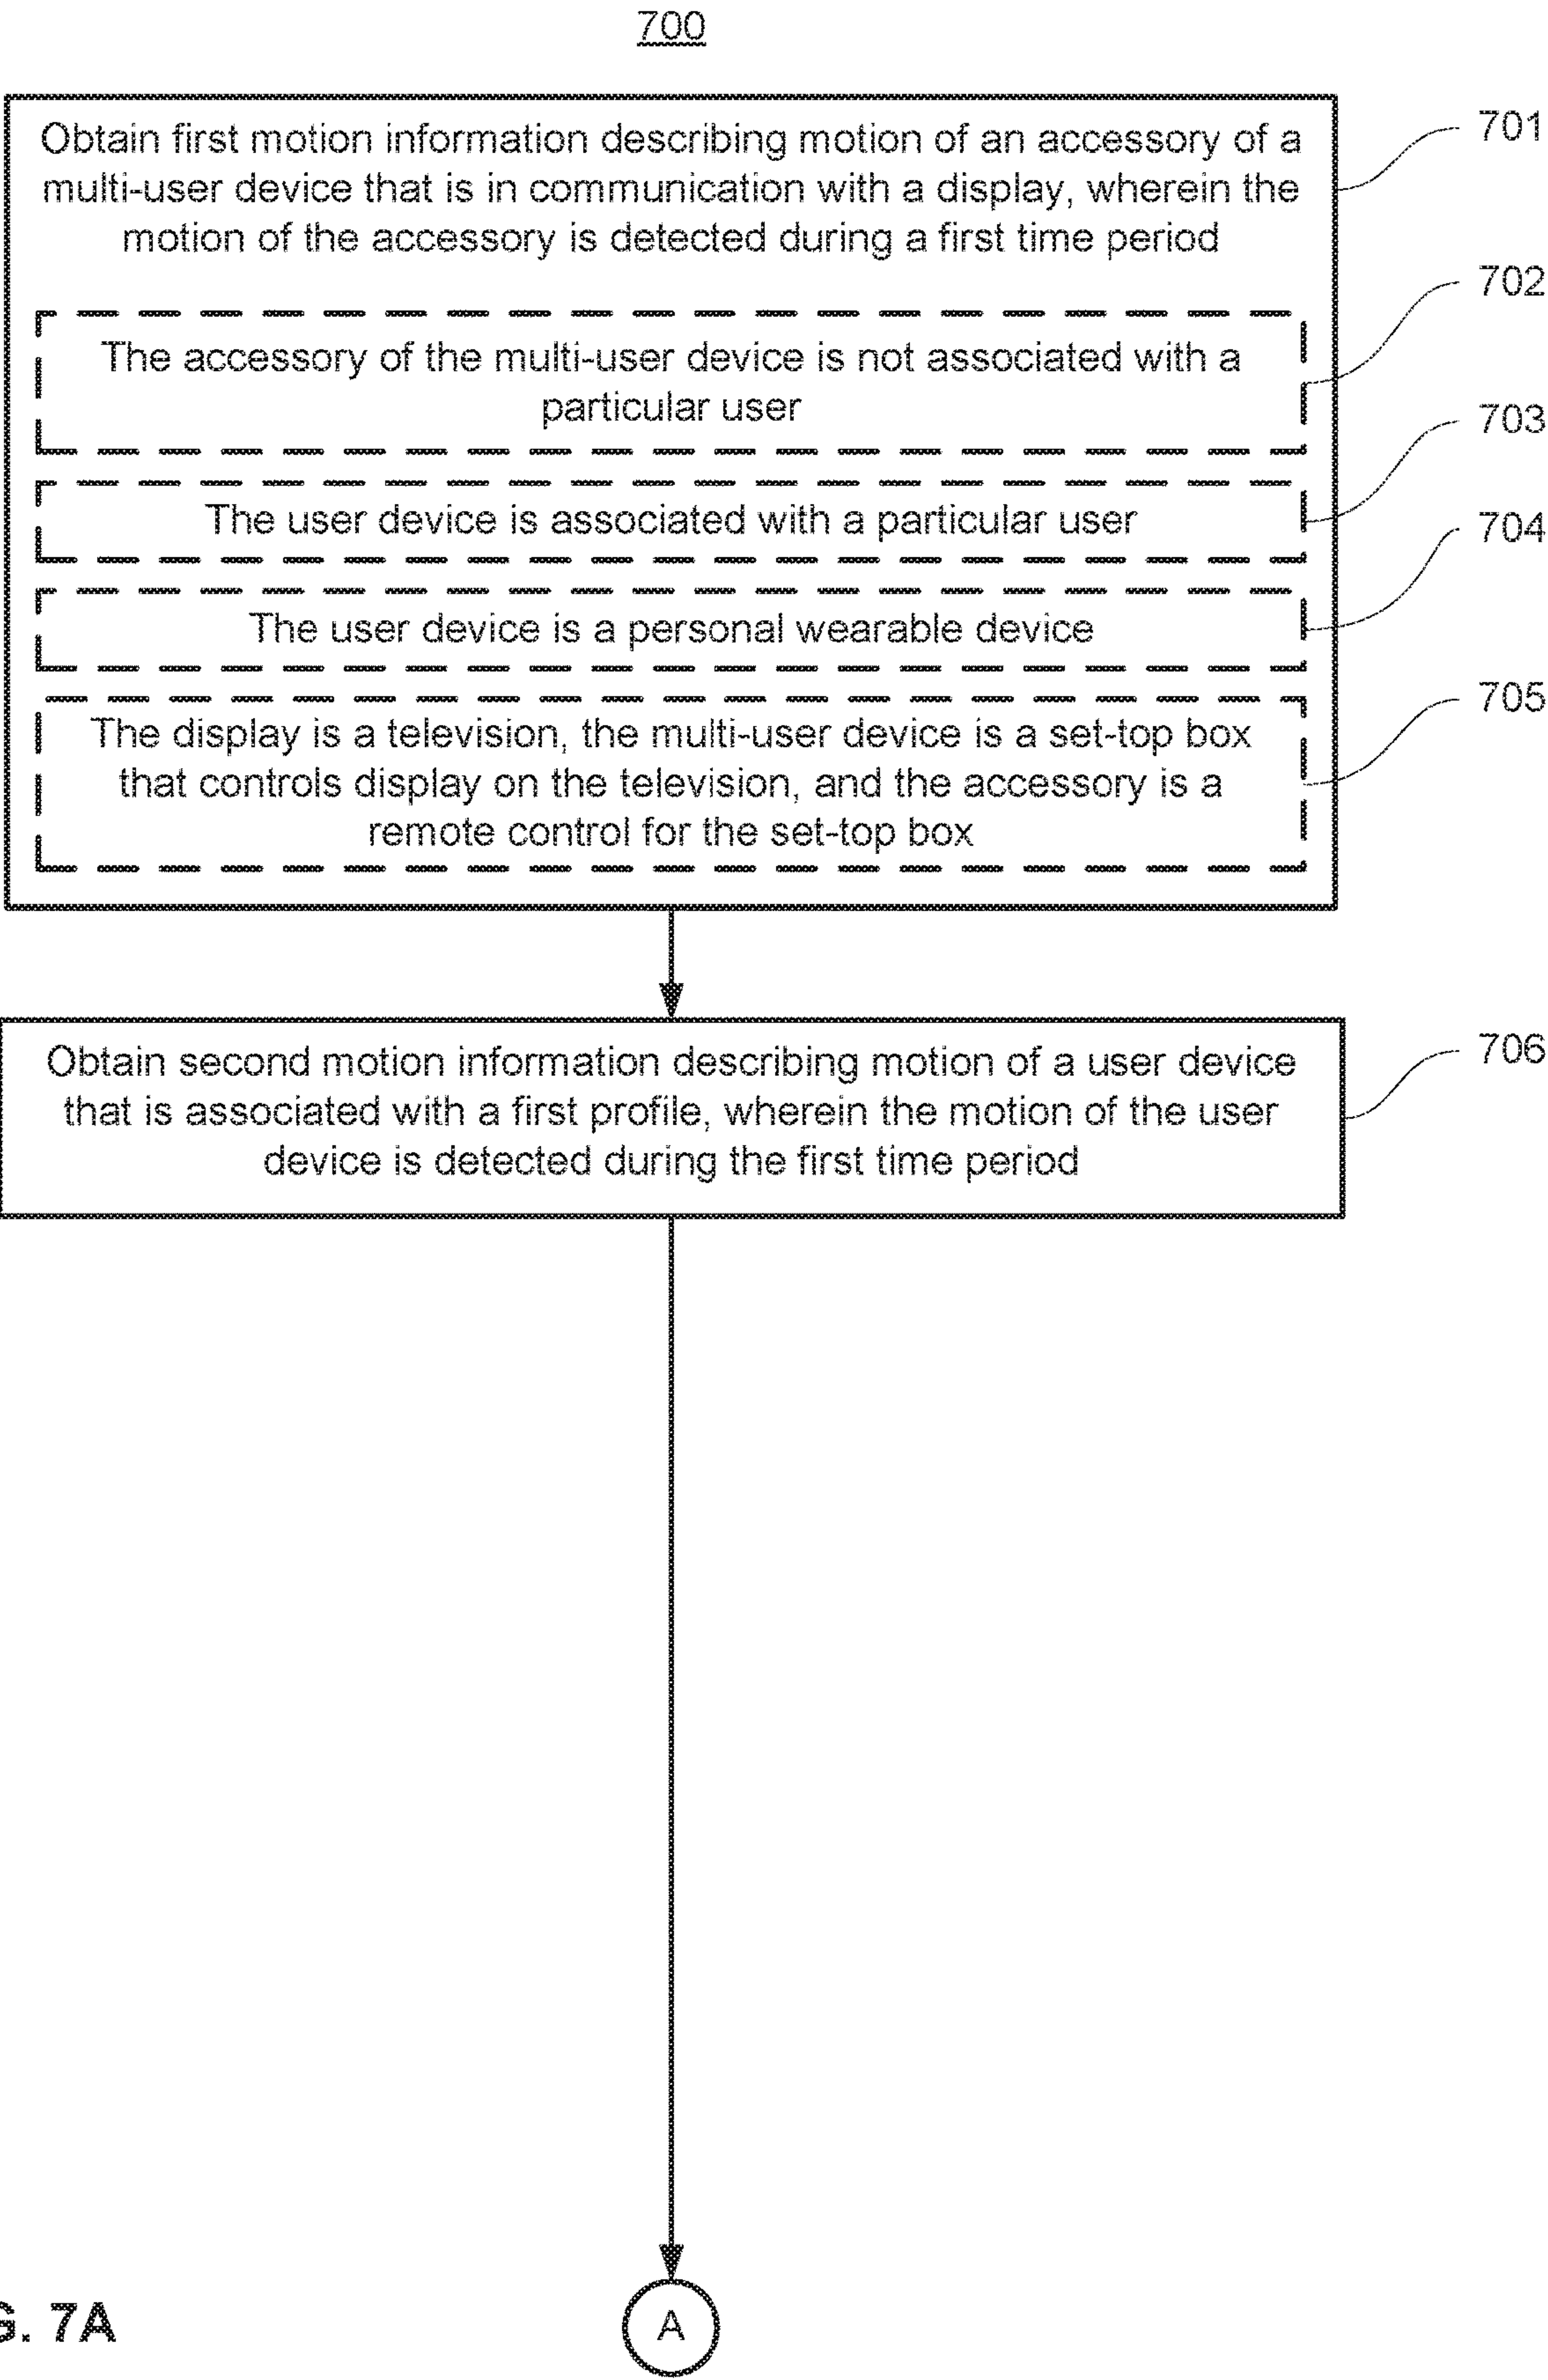 700
Obtain first motion information describing motion of an accessory of a
multi-user device that is in communication with a display, wherein the
motion of the accessory is detected during a first time period
701
The accessory of the multi-user device is not associated with a
particular user
702
The user device is associated with a particular user
703
The user device is a personal wearable device
704
The display is a television, the multi-user device is a set-top box
that controls display on the television, and the accessory is a
remote control for the set-top box
705
Obtain second motion information describing motion of a user device
that is associated with a first profile, wherein the motion of the user
device is detected during the first time period
706
G. 7A
A